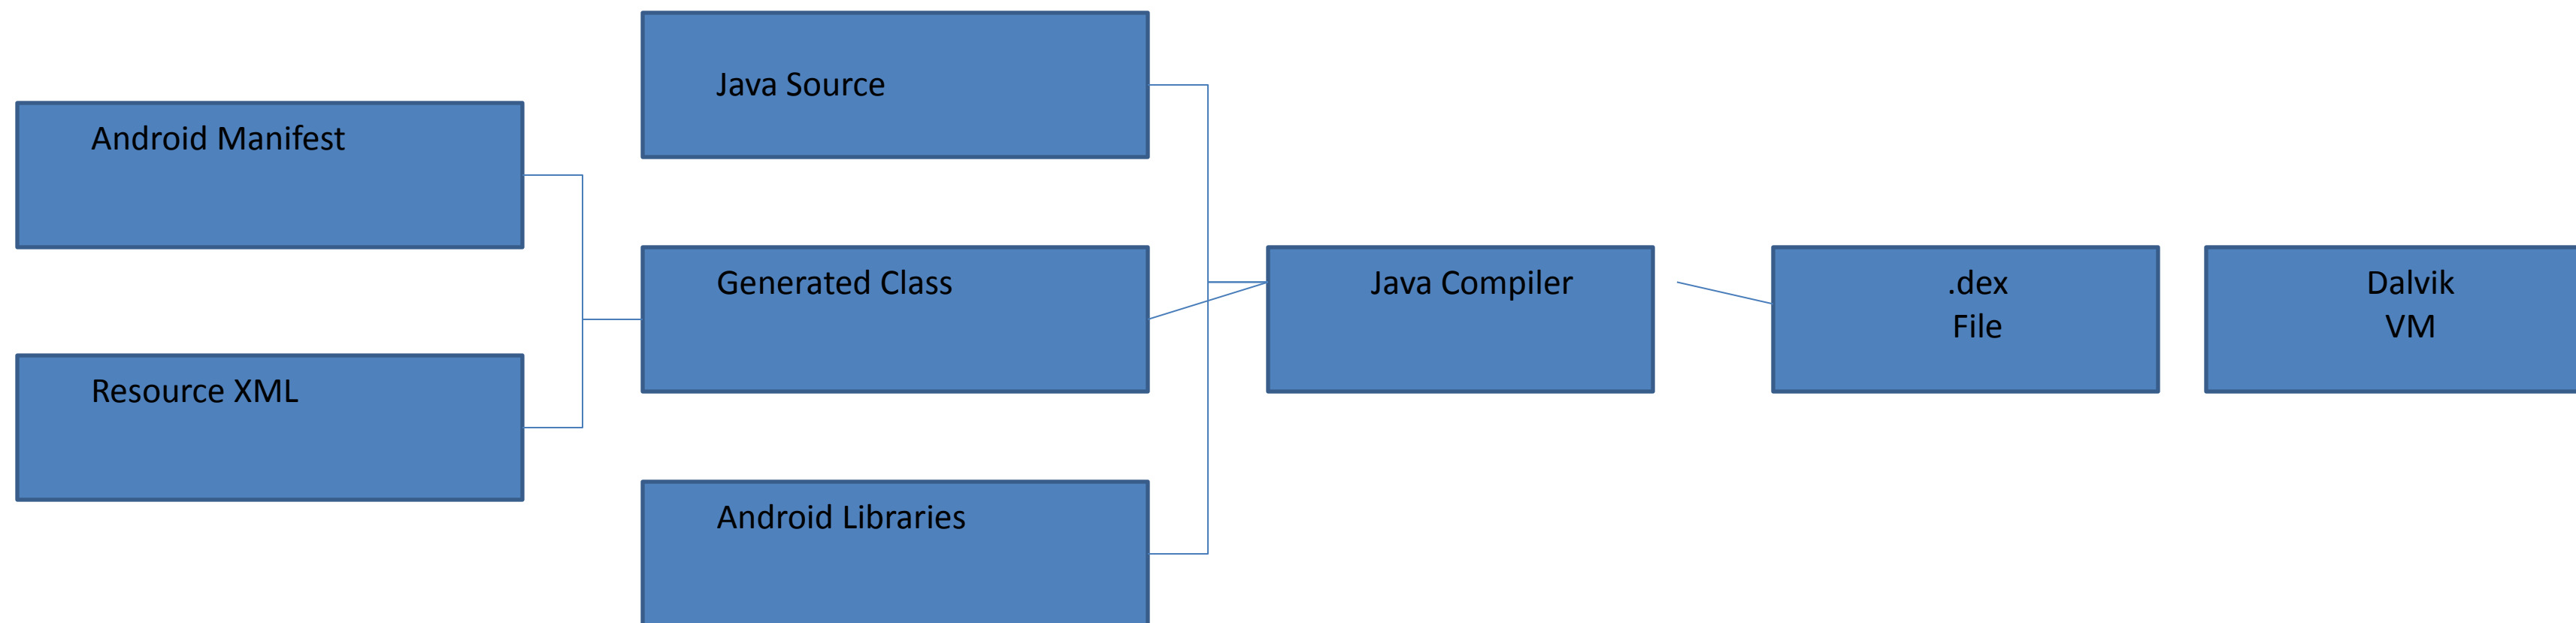 Java Source
Android Manifest
Generated Class
Java Compiler
.dex
File
Dalvik
VM
Resource XML
Android Libraries